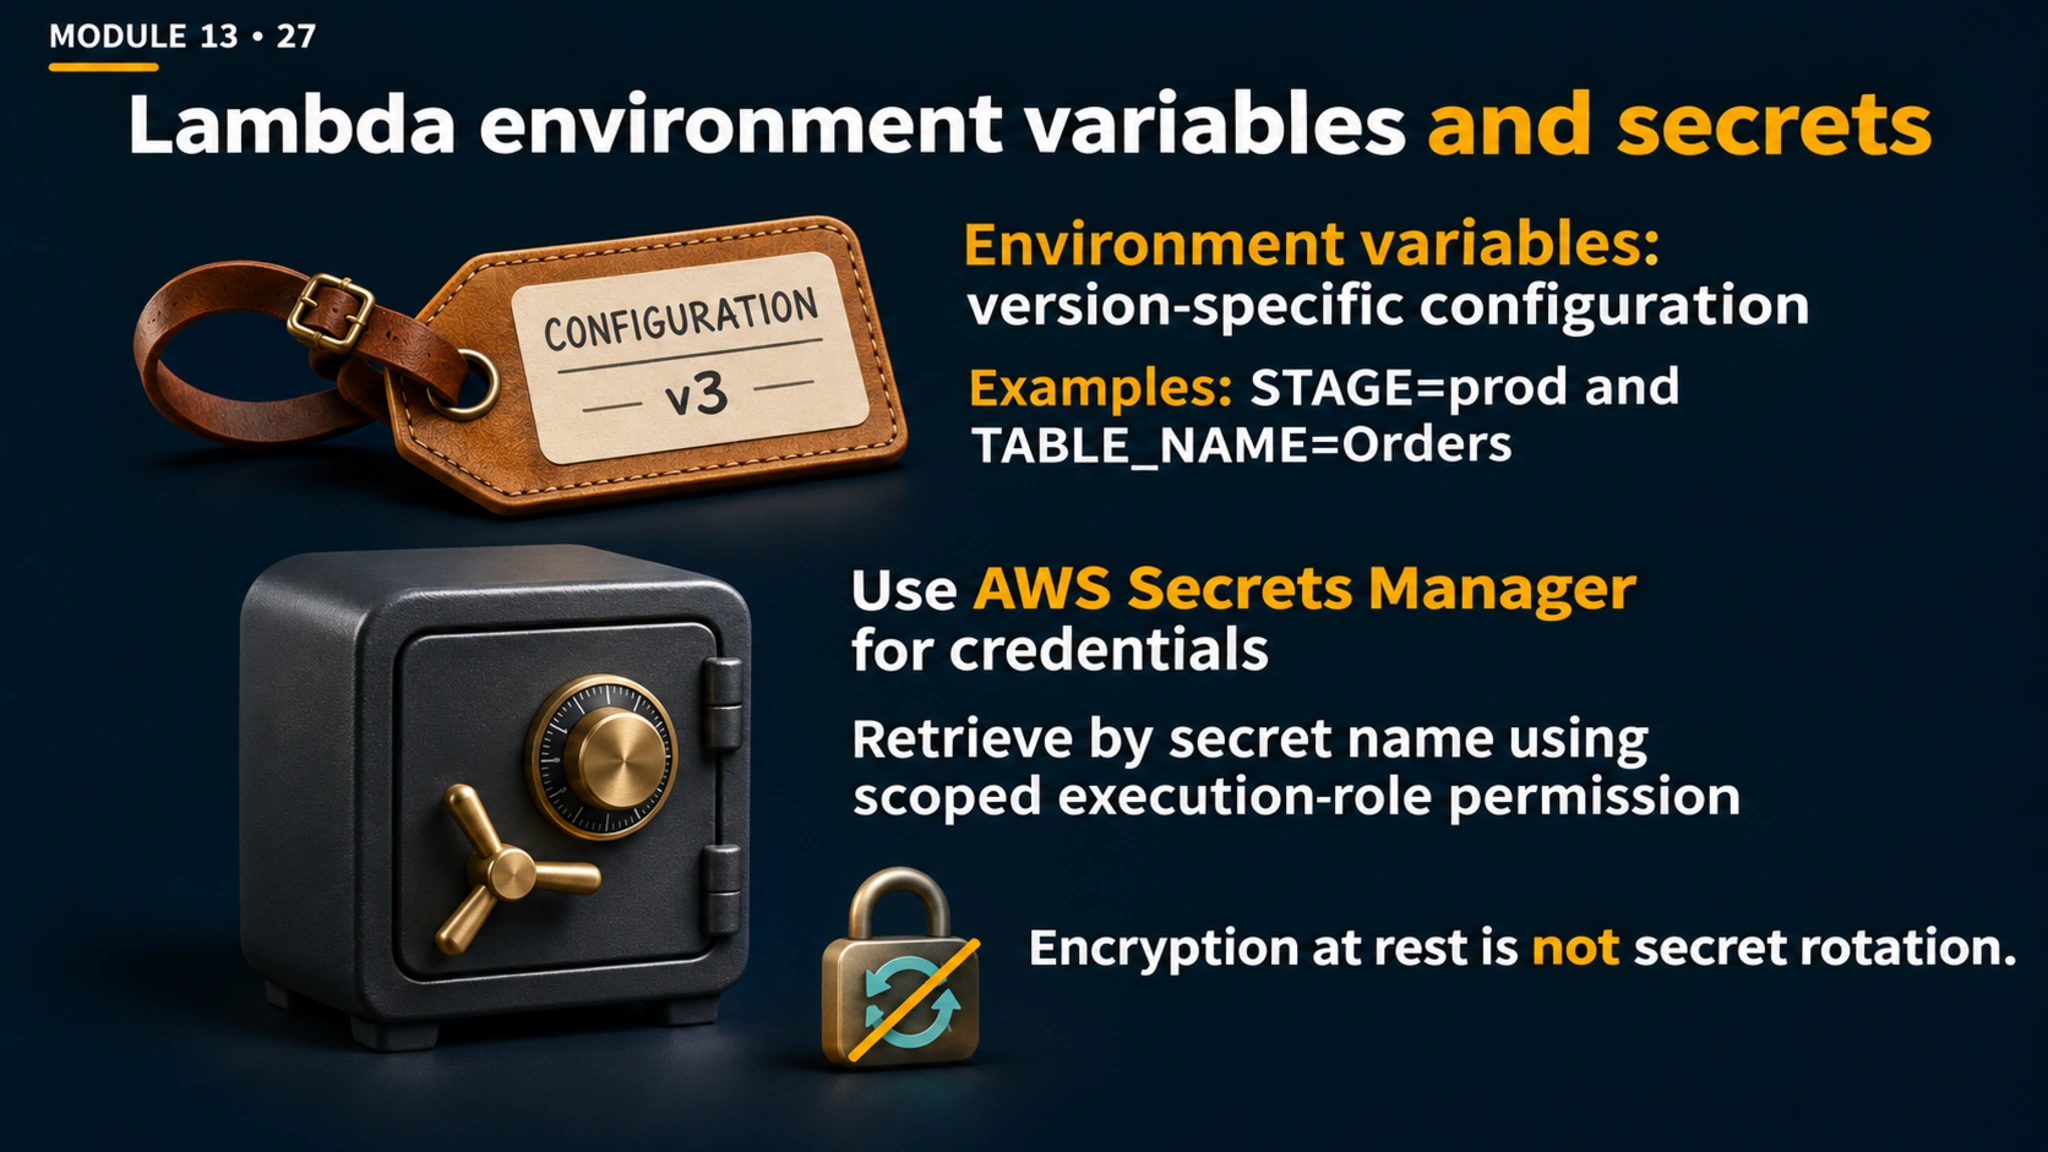 MODULE 13 • 27
Lambda environment variables and secrets
CONFIGURATION
v3
Environment variables:
version-specific configuration
Examples: STAGE=prod and
TABLE_NAME=Orders
Use AWS Secrets Manager
for credentials
Retrieve by secret name using
scoped execution-role permission
Encryption at rest is not secret rotation.